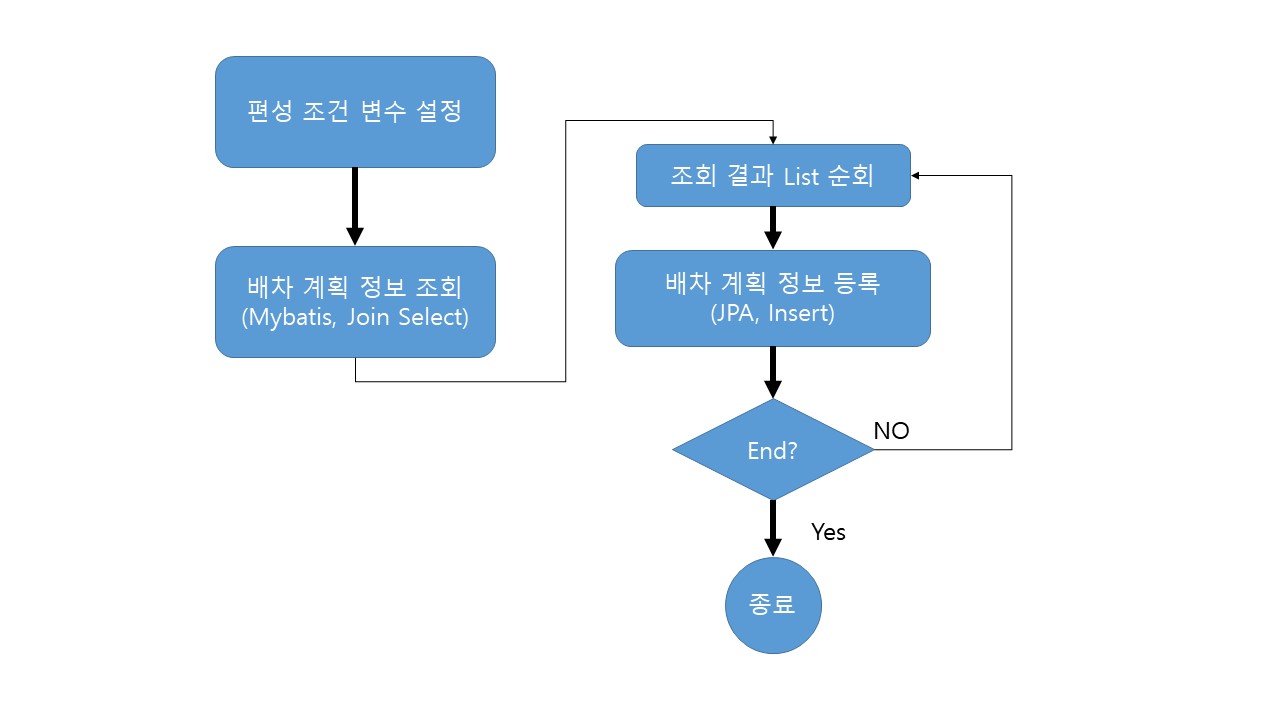 편성 조건 변수 설정
배차 계획 정보 조회
(Mybatis, Join Select)
조회 결과 List 순회
배차 계획 정보 등록
(JPA, Insert)
End?
NO
Yes
종료